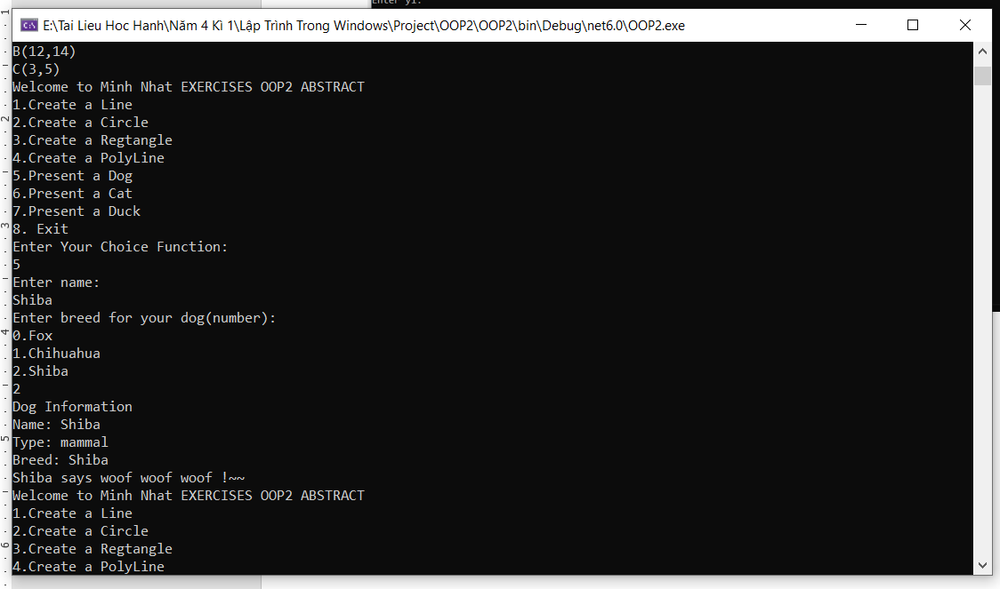 Enter y1:
E:\Tai Lieu Hoc Hanh\Năm 4 Kì 1\Lập Trình Trong Windows\Project\OOP2\OOP2\bin\Debug\net6.0\OOP2.exe
B(12,14)
C(3,5)
Welcome to Minh Nhat EXERCISES OOP2 ABSTRACT
1.Create a Line
2.Create a Circle
3.Create a Regtangle
4.Create a PolyLine
5.Present a Dog
6.Present a Cat
7.Present a Duck
8. Exit
Enter Your Choice Function:
5
Enter name:
Shiba
Enter breed for your dog(number):
0.Fox
1.Chihuahua
2.Shiba
2
Dog Information
Name: Shiba
Type: mammal
Breed: Shiba
Shiba says woof woof woof !~~
Welcome to Minh Nhat EXERCISES OOP2 ABSTRACT
1.Create a Line
2.Create a Circle
3.Create a Regtangle
4.Create a PolyLine